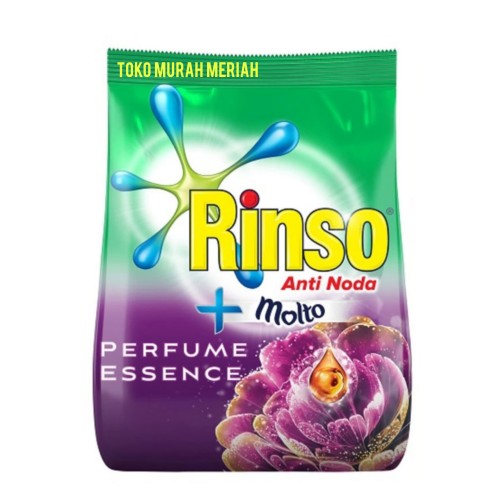 TOKO MURAH MERIAH
Rinso®
Anti Noda
+ Molto
PERFUME
ESSENCE